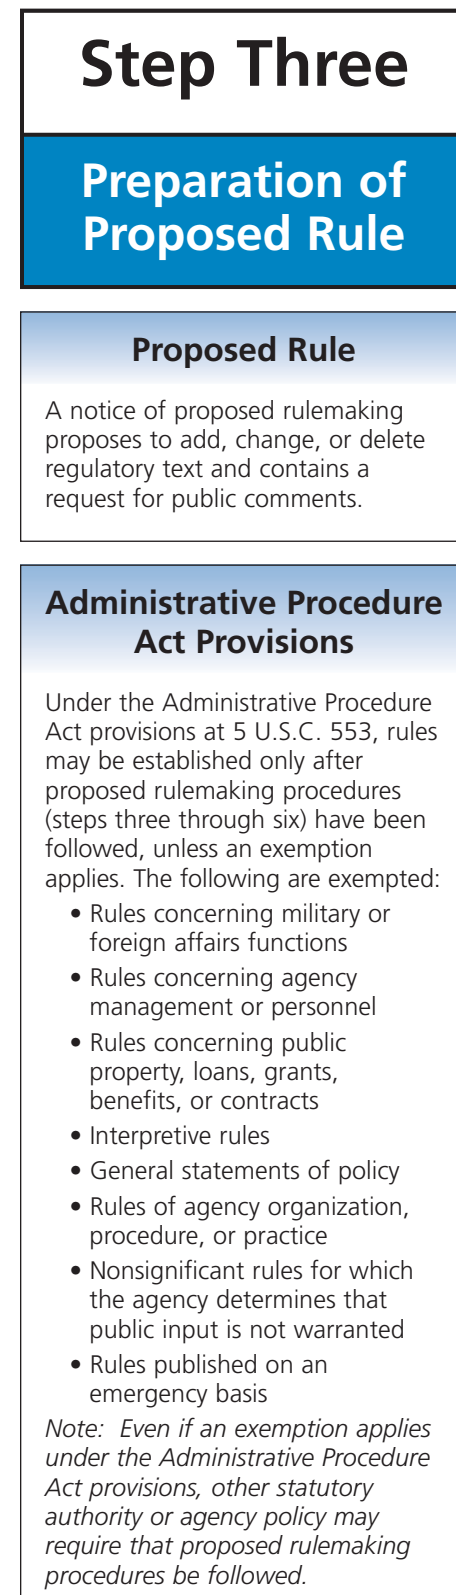 Step Three
Preparation of
Proposed Rule
Proposed Rule
A notice of proposed rulemaking
proposes to add, change, or delete
regulatory text and contains a
request for public comments.
Administrative Procedure
Act Provisions
Under the Administrative Procedure
Act provisions at 5 U.S.C. 553, rules
may be established only after
proposed rulemaking procedures
(steps three through six) have been
followed, unless an exemption
applies. The following are exempted:
• Rules concerning military or
foreign affairs functions
• Rules concerning agency
management or personnel
• Rules concerning public
property, loans, grants,
benefits, or contracts
• Interpretive rules
• General statements of policy
• Rules of agency organization,
procedure, or practice
• Nonsignificant rules for which
the agency determines that
public input is not warranted
• Rules published on an
emergency basis
Note: Even if an exemption applies
under the Administrative Procedure
Act provisions, other statutory
authority or agency policy may
require that proposed rulemaking
procedures be followed.